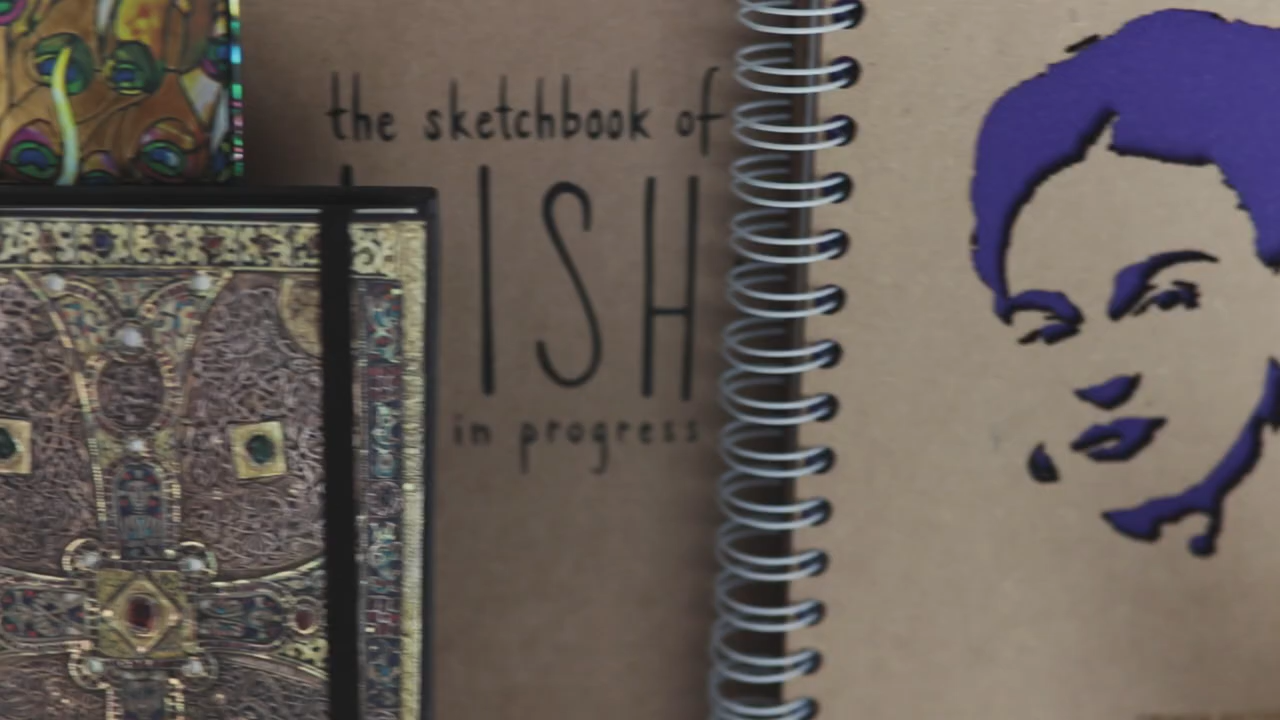 the sketchbook of
ISH
in progress